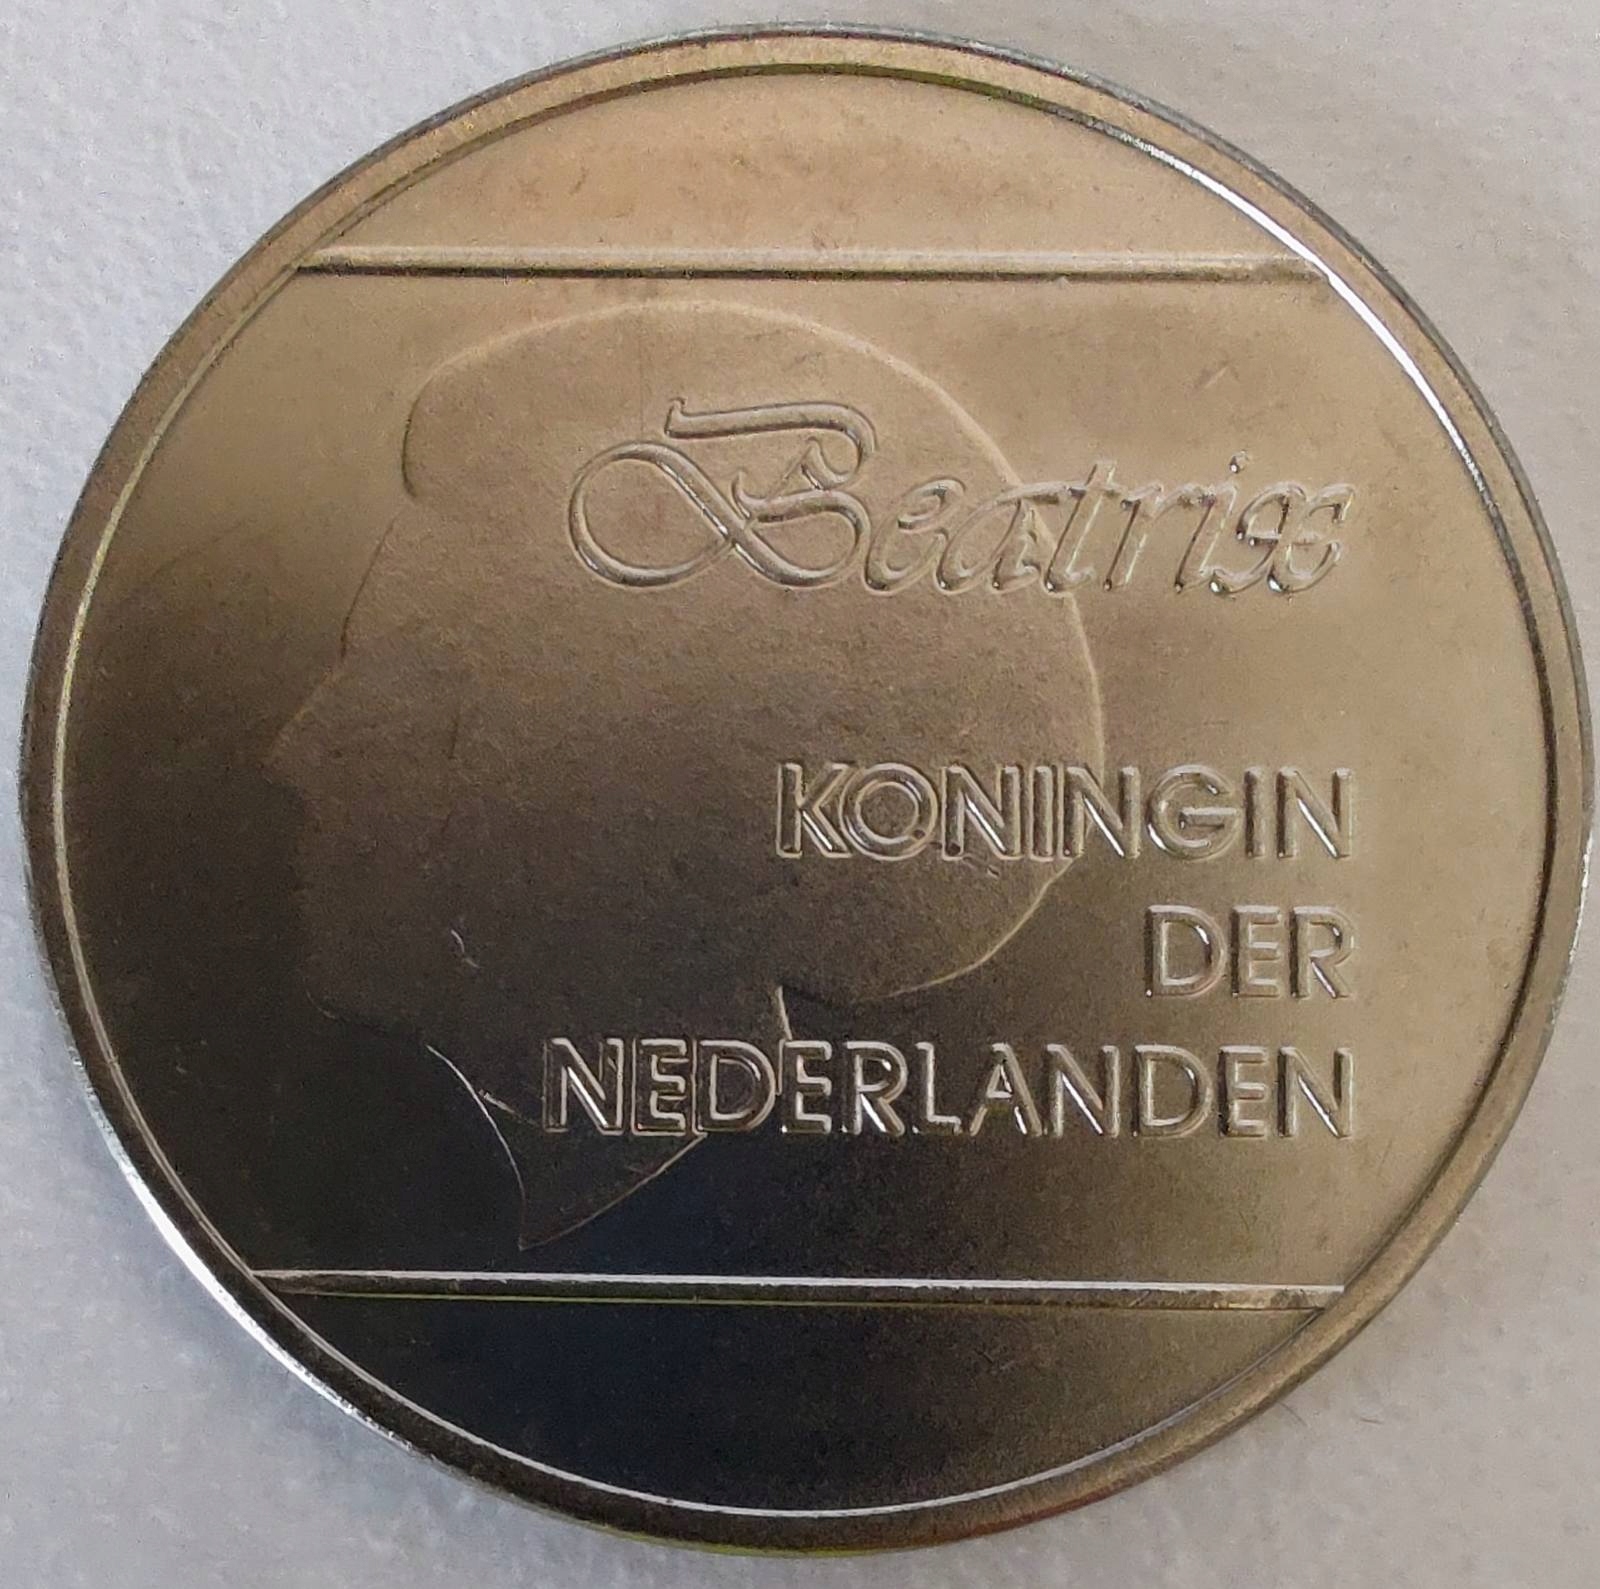 Beatrix
KONINGIN
DER
NEDERLANDEN